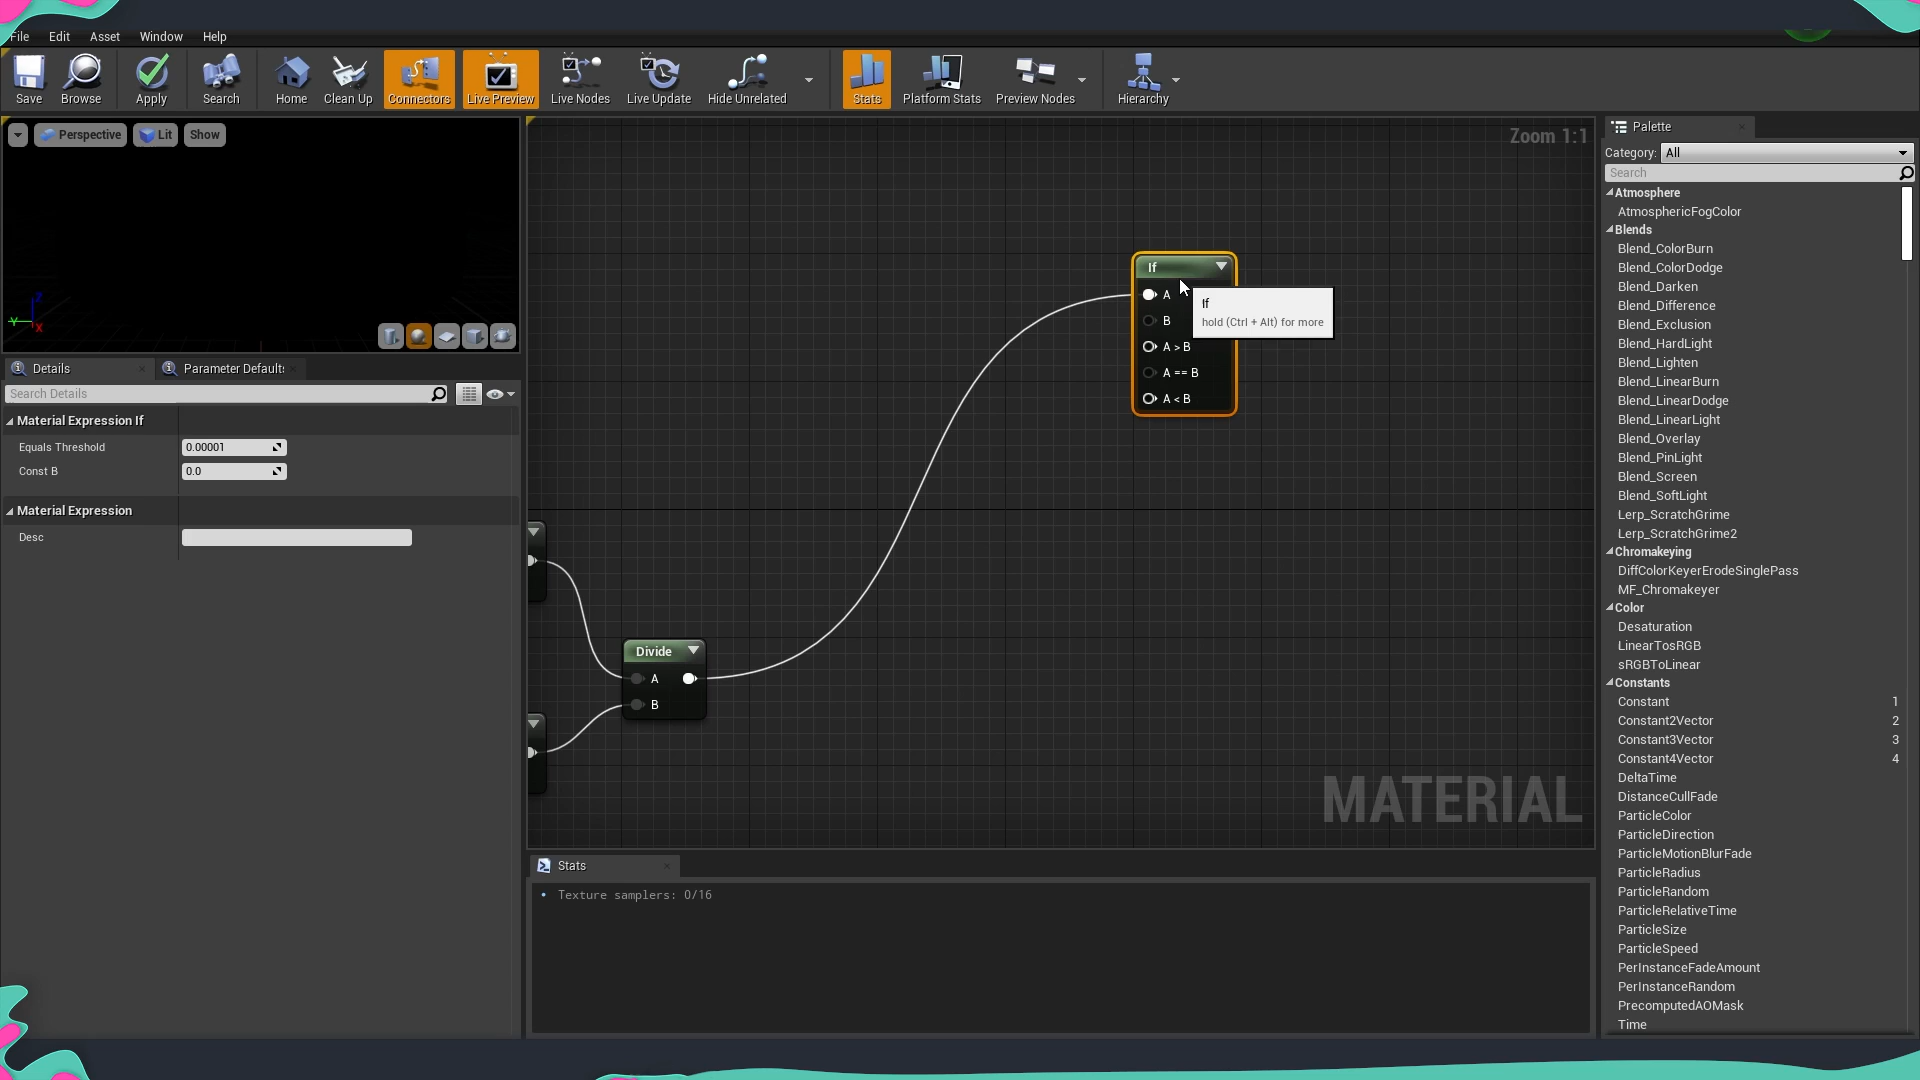 File Edit Asset Window Help
Save Browse Apply Search Home Clean Up Connectors Live Preview Live Nodes Live Update Hide Unrelated Stats Platform Stats Preview Nodes Hierarchy
Perspective Lit Show
Zoom 1:1
Palette
Category: All
Search
Atmosphere
AtmosphericFogColor
Blends
Blend_ColorBurn
Blend_ColorDodge
Blend_Darken
Blend_Difference
Blend_Exclusion
Blend_HardLight
Blend_Lighten
Blend_LinearBurn
Blend_LinearDodge
Blend_LinearLight
Blend_Overlay
Blend_PinLight
Blend_Screen
Blend_SoftLight
Lerp_ScratchGrime
Lerp_ScratchGrime2
Chromakeying
DiffColorKeyerErodeSinglePass
MF_Chromakeyer
Color
Desaturation
LinearTosRGB
sRGBToLinear
Constants
Constant 1
Constant2Vector 2
Constant3Vector 3
Constant4Vector 4
DeltaTime
DistanceCullFade
ParticleColor
ParticleDirection
ParticleMotionBlurFade
ParticleRadius
ParticleRandom
ParticleRelativeTime
ParticleSize
ParticleSpeed
PerInstanceFadeAmount
PerInstanceRandom
PrecomputedAOMask
Time
Z
Y
X
Details Parameter Defaults
Search Details
Material Expression If
Equals Threshold 0.00001
Const B 0.0
Material Expression
Desc
If
A
B
A > B
A == B
A < B
If
hold (Ctrl + Alt) for more
Divide
A
B
MATERIAL
Stats
Texture samplers: 0/16